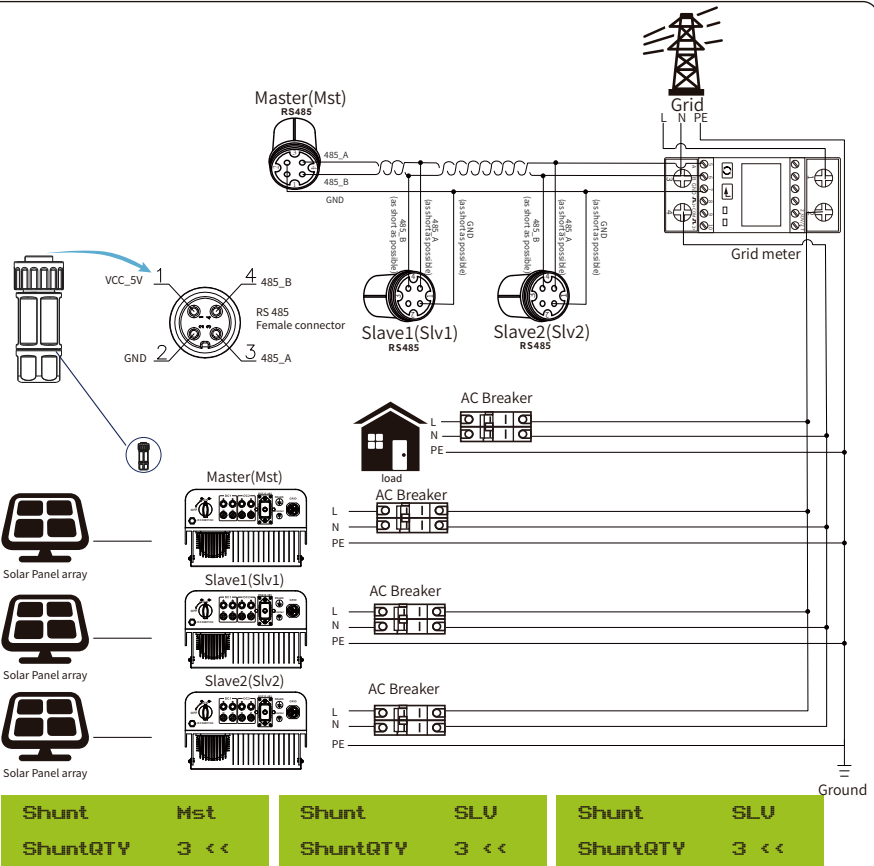 Grid
L N PE
Master(Mst)
RS485
485_A
485_B
GND
Grid meter
485_B
(as short as possible)
485_A
(as short as possible)
GND
(as short as possible)
485_B
(as short as possible)
485_A
(as short as possible)
GND
(as short as possible)
Slave1(Slv1)
RS485
Slave2(Slv2)
RS485
VCC_5V 1
4 485_B
RS 485
Female connector
GND 2
3 485_A
AC Breaker
L
N
PE
load
Master(Mst)
AC Breaker
L
N
PE
Solar Panel array
Slave1(Slv1)
AC Breaker
L
N
PE
Solar Panel array
Slave2(Slv2)
AC Breaker
L
N
PE
Solar Panel array
Ground
Shunt Mst
ShuntQTY 3 <<
Shunt SLV
ShuntQTY 3 <<
Shunt SLV
ShuntQTY 3 <<